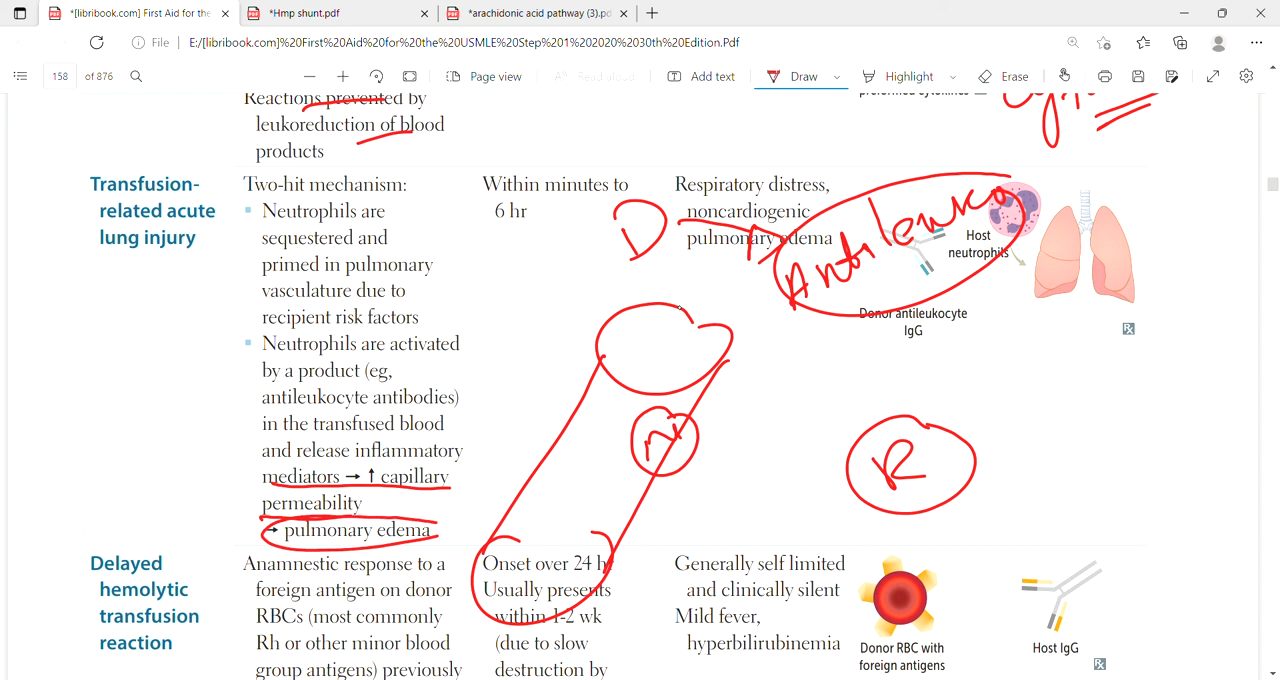 *[libribook.com] First Aid for the
*Hmp shunt.pdf
*arachidonic acid pathway (3).pd
File
E:/[libribook.com]%20First%20Aid%20for%20the%20USMLE%20Step%201%202020%2030th%20Edition.Pdf
158 of 876
Page view
Read aloud
Add text
Draw
Highlight
Erase
Reactions prevented by
leukoreduction of blood
products
Transfusion-
related acute
lung injury
Two-hit mechanism:
Neutrophils are
sequestered and
primed in pulmonary
vasculature due to
recipient risk factors
Neutrophils are activated
by a product (eg,
antileukocyte antibodies)
in the transfused blood
and release inflammatory
mediators → ↑ capillary
permeability
→ pulmonary edema
Within minutes to
6 hr
Respiratory distress,
noncardiogenic
pulmonary edema
D
Antileuko
Host
neutrophils
Donor antileukocyte
IgG
R
Delayed
hemolytic
transfusion
reaction
Anamnestic response to a
foreign antigen on donor
RBCs (most commonly
Rh or other minor blood
group antigens) previously
Onset over 24 h
Usually presents
within 1-2 wk
(due to slow
destruction by
Generally self limited
and clinically silent
Mild fever,
hyperbilirubinemia
Donor RBC with
foreign antigens
Host IgG